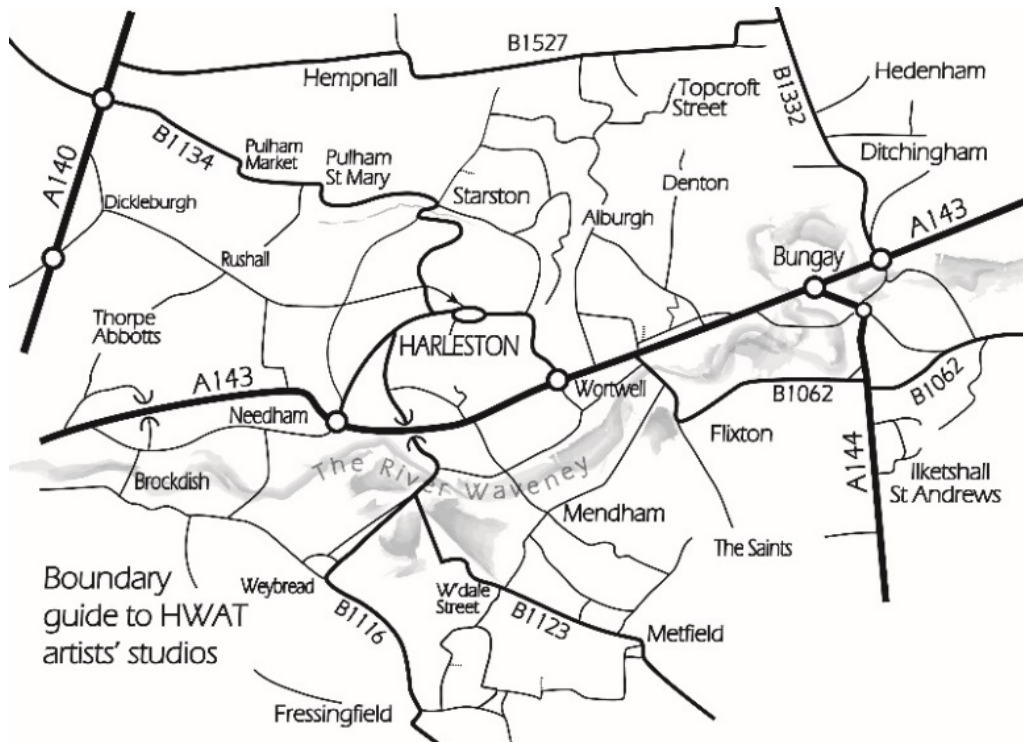 B1527
Hempnall
Topcroft
Street
B1332
Hedenham
A140
B1134
Pulham
Market
Pulham
St Mary
Ditchingham
Dickleburgh
Starston
Denton
Alburgh
A143
Rushall
Bungay
Thorpe
Abbotts
HARLESTON
A143
Needham
Wortwell
B1062
B1062
Flixton
A144
Brockdish
The River Waveney
Ilketshall
St Andrews
Mendham
The Saints
Boundary
guide to HWAT
artists' studios
Weybread
W'dale
Street
B1116
B1123
Metfield
Fressingfield